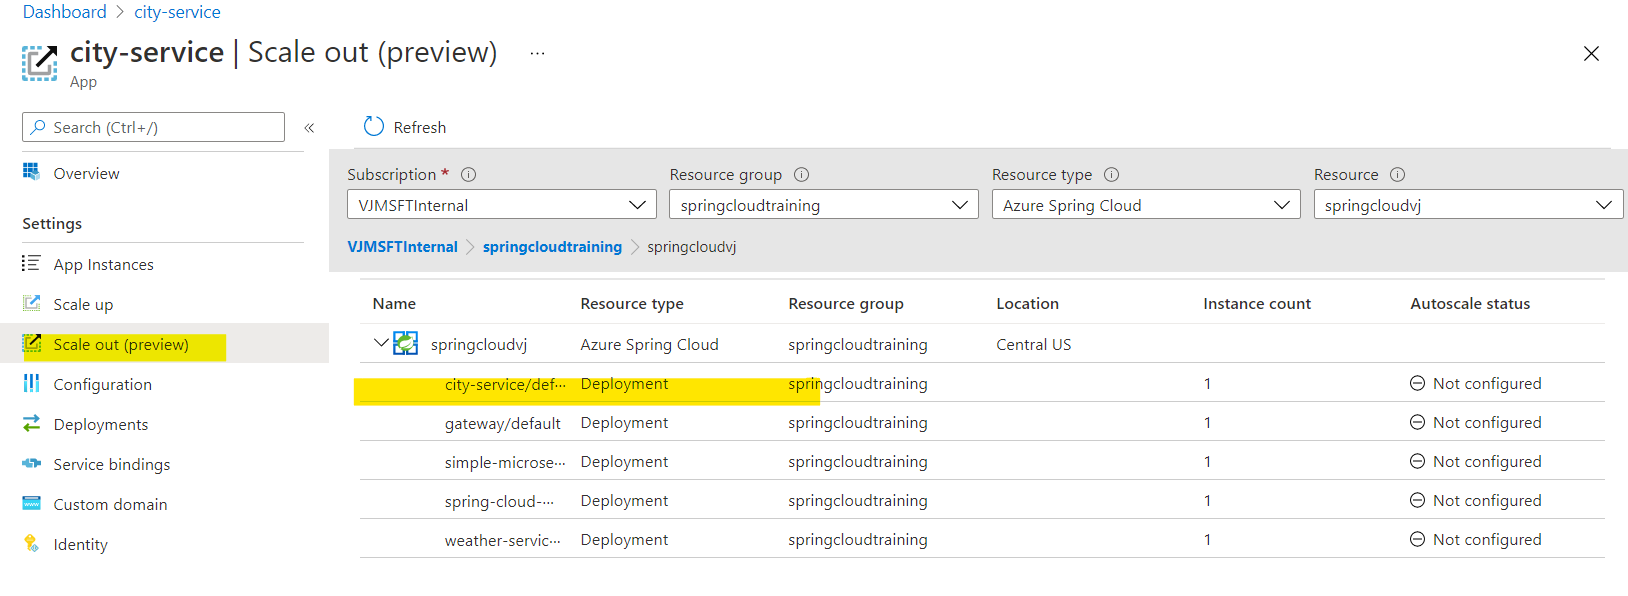 Dashboard > city-service
city-service | Scale out (preview) ...
App
Search (Ctrl+/)
«
Overview
Settings
App Instances
Scale up
Scale out (preview)
Configuration
Deployments
Service bindings
Custom domain
Identity
Refresh
Subscription * Resource group Resource type Resource
VJMSFTInternal springcloudtraining Azure Spring Cloud springcloudvj
VJMSFTInternal > springcloudtraining > springcloudvj
Name Resource type Resource group Location Instance count Autoscale status
springcloudvj Azure Spring Cloud springcloudtraining Central US
city-service/def... Deployment springcloudtraining 1 Not configured
gateway/default Deployment springcloudtraining 1 Not configured
simple-microse... Deployment springcloudtraining 1 Not configured
spring-cloud-... Deployment springcloudtraining 1 Not configured
weather-servic... Deployment springcloudtraining 1 Not configured